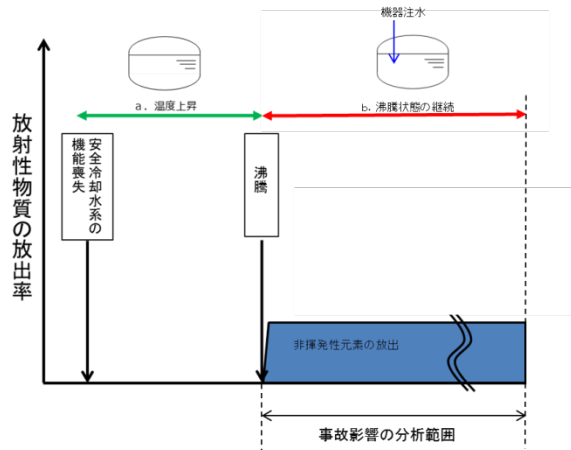 機器注水
a．温度上昇
b. 沸騰状態の継続
放射性物質の放出率
安全冷却水系の
機能喪失
沸騰
非揮発性元素の放出
事故影響の分析範囲